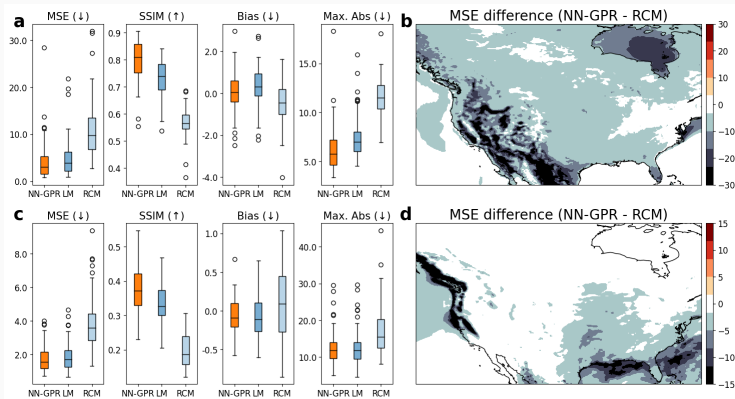 a
MSE (↓)
SSIM (↑)
Bias (↓)
Max. Abs (↓)
b
MSE difference (NN-GPR - RCM)
30.0
20.0
10.0
0.0
0.9
0.8
0.7
0.6
0.5
0.4
2.0
0.0
−2.0
−4.0
15.0
10.0
5.0
30
20
10
0
−10
−20
−30
NN-GPR LM RCM
NN-GPR LM RCM
NN-GPR LM RCM
NN-GPR LM RCM
c
MSE (↓)
SSIM (↑)
Bias (↓)
Max. Abs (↓)
d
MSE difference (NN-GPR - RCM)
8.0
6.0
4.0
2.0
0.5
0.4
0.3
0.2
1.0
0.5
0.0
−0.5
40.0
30.0
20.0
10.0
15
10
5
0
−5
−10
−15
NN-GPR LM RCM
NN-GPR LM RCM
NN-GPR LM RCM
NN-GPR LM RCM